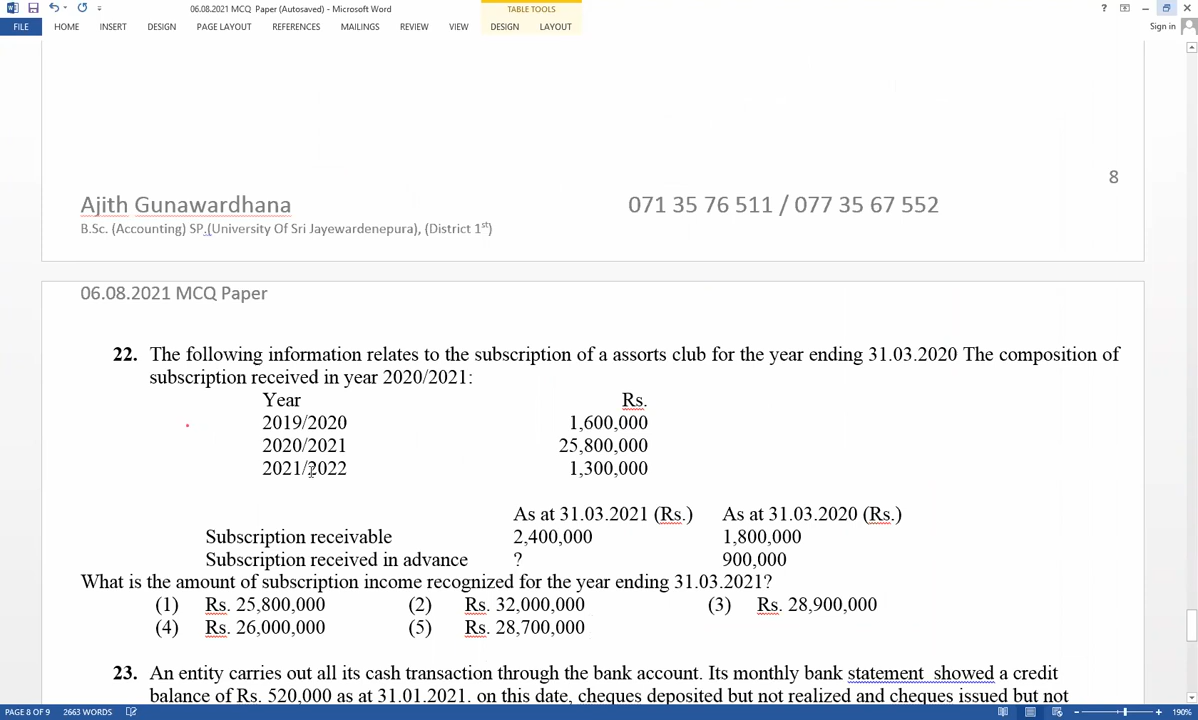 06.08.2021 MCQ Paper (Autosaved) - Microsoft Word
TABLE TOOLS
FILE HOME INSERT DESIGN PAGE LAYOUT REFERENCES MAILINGS REVIEW VIEW DESIGN LAYOUT Sign in
8
Ajith Gunawardhana 071 35 76 511 / 077 35 67 552
B.Sc. (Accounting) SP.(University Of Sri Jayewardenepura), (District 1st)
06.08.2021 MCQ Paper
22. The following information relates to the subscription of a assorts club for the year ending 31.03.2020 The composition of
subscription received in year 2020/2021:
Year Rs.
2019/2020 1,600,000
2020/2021 25,800,000
2021/2022 1,300,000
As at 31.03.2021 (Rs.) As at 31.03.2020 (Rs.)
Subscription receivable 2,400,000 1,800,000
Subscription received in advance ? 900,000
What is the amount of subscription income recognized for the year ending 31.03.2021?
(1) Rs. 25,800,000 (2) Rs. 32,000,000 (3) Rs. 28,900,000
(4) Rs. 26,000,000 (5) Rs. 28,700,000
23. An entity carries out all its cash transaction through the bank account. Its monthly bank statement showed a credit
balance of Rs. 520,000 as at 31.01.2021. on this date, cheques deposited but not realized and cheques issued but not
PAGE 8 OF 9 2663 WORDS 190%